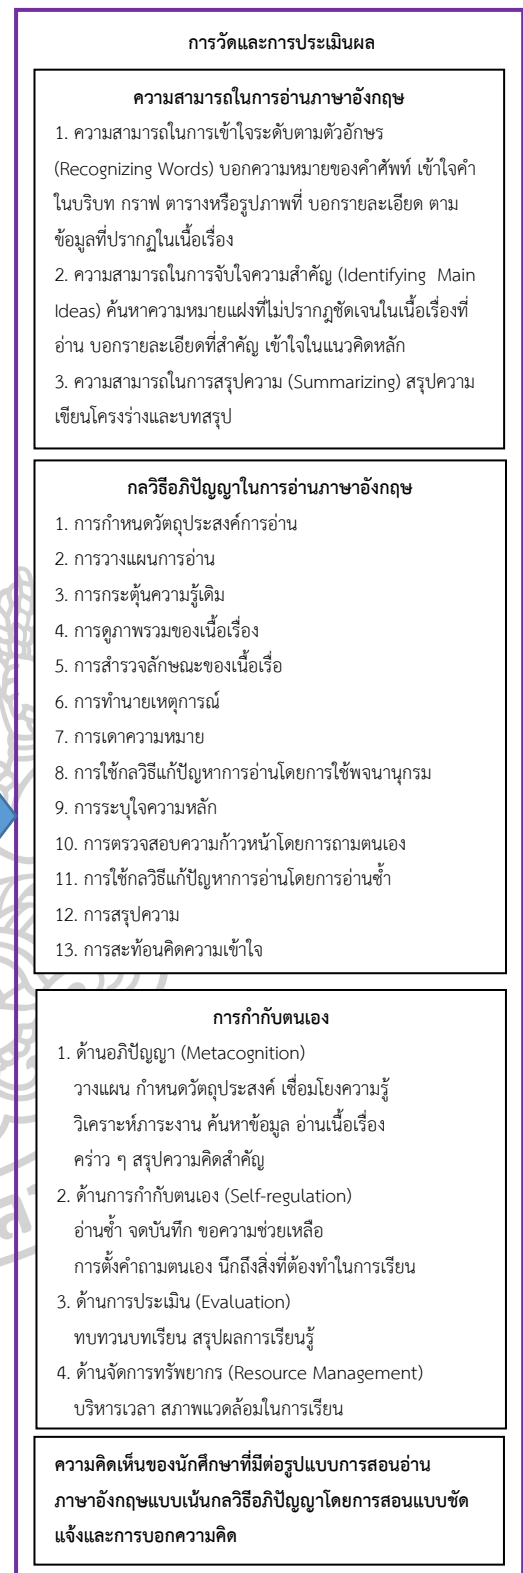 การวัดและการประเมินผล
ความสามารถในการอ่านภาษาอังกฤษ
1. ความสามารถในการเข้าใจระดับตามตัวอักษร
(Recognizing Words) บอกความหมายของคำศัพท์ เข้าใจคำ
ในบริบท กราฟ ตารางหรือรูปภาพที่ บอกรายละเอียด ตาม
ข้อมูลที่ปรากฏในเนื้อเรื่อง
2. ความสามารถในการจับใจความสำคัญ (Identifying Main
Ideas) ค้นหาความหมายแฝงที่ไม่ปรากฏชัดเจนในเนื้อเรื่องที่
อ่าน บอกรายละเอียดที่สำคัญ เข้าใจในแนวคิดหลัก
3. ความสามารถในการสรุปความ (Summarizing) สรุปความ
เขียนโครงร่างและบทสรุป
กลวิธีอภิปัญญาในการอ่านภาษาอังกฤษ
1. การกำหนดวัตถุประสงค์การอ่าน
2. การวางแผนการอ่าน
3. การกระตุ้นความรู้เดิม
4. การดูภาพรวมของเนื้อเรื่อง
5. การสำรวจลักษณะของเนื้อเรื่อ
6. การทำนายเหตุการณ์
7. การเดาความหมาย
8. การใช้กลวิธีแก้ปัญหาการอ่านโดยการใช้พจนานุกรม
9. การระบุใจความหลัก
10. การตรวจสอบความก้าวหน้าโดยการถามตนเอง
11. การใช้กลวิธีแก้ปัญหาการอ่านโดยการอ่านซ้ำ
12. การสรุปความ
13. การสะท้อนคิดความเข้าใจ
การกำกับตนเอง
1. ด้านอภิปัญญา (Metacognition)
วางแผน กำหนดวัตถุประสงค์ เชื่อมโยงความรู้
วิเคราะห์ภาระงาน ค้นหาข้อมูล อ่านเนื้อเรื่อง
คร่าว ๆ สรุปความคิดสำคัญ
2. ด้านการกำกับตนเอง (Self-regulation)
อ่านซ้ำ จดบันทึก ขอความช่วยเหลือ
การตั้งคำถามตนเอง นึกถึงสิ่งที่ต้องทำในการเรียน
3. ด้านการประเมิน (Evaluation)
ทบทวนบทเรียน สรุปผลการเรียนรู้
4. ด้านจัดการทรัพยากร (Resource Management)
บริหารเวลา สภาพแวดล้อมในการเรียน
ความคิดเห็นของนักศึกษาที่มีต่อรูปแบบการสอนอ่าน
ภาษาอังกฤษแบบเน้นกลวิธีอภิปัญญาโดยการสอนแบบชัด
แจ้งและการบอกความคิด